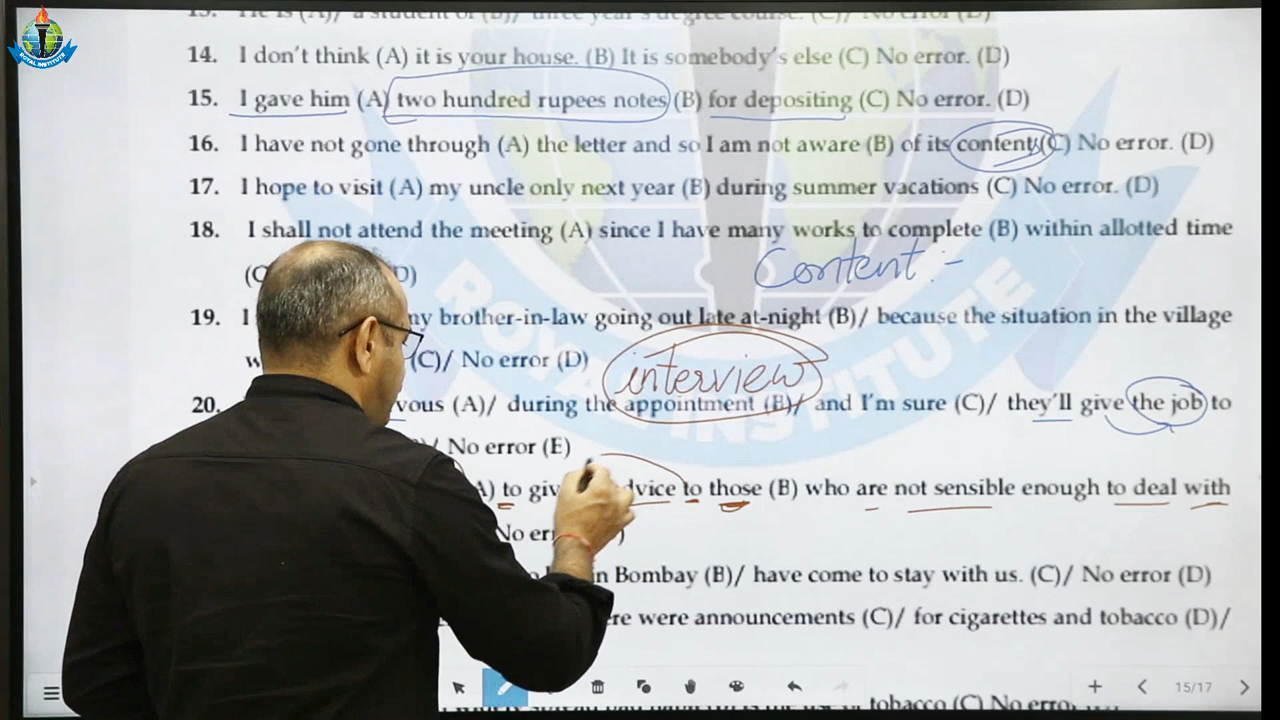 ROYAL INSTITUTE
14. I don't think (A) it is your house. (B) It is somebody's else (C) No error. (D)
15. I gave him (A) two hundred rupees notes (B) for depositing (C) No error. (D)
16. I have not gone through (A) the letter and so I am not aware (B) of its content (C) No error. (D)
17. I hope to visit (A) my uncle only next year (B) during summer vacations (C) No error. (D)
18. I shall not attend the meeting (A) since I have many works to complete (B) within allotted time
Content :-
19. I my brother-in-law going out late at-night (B)/ because the situation in the village
(C)/ No error (D)
interview
20. (A)/ during the appointment (B)/ and I'm sure (C)/ they'll give the job to
No error (E)
to to those (B) who are not sensible enough to deal with
in Bombay (B)/ have come to stay with us. (C)/ No error (D)
were announcements (C)/ for cigarettes and tobacco (D)/
15/17
tobacco (C) No error
ROYAL INSTITUTE